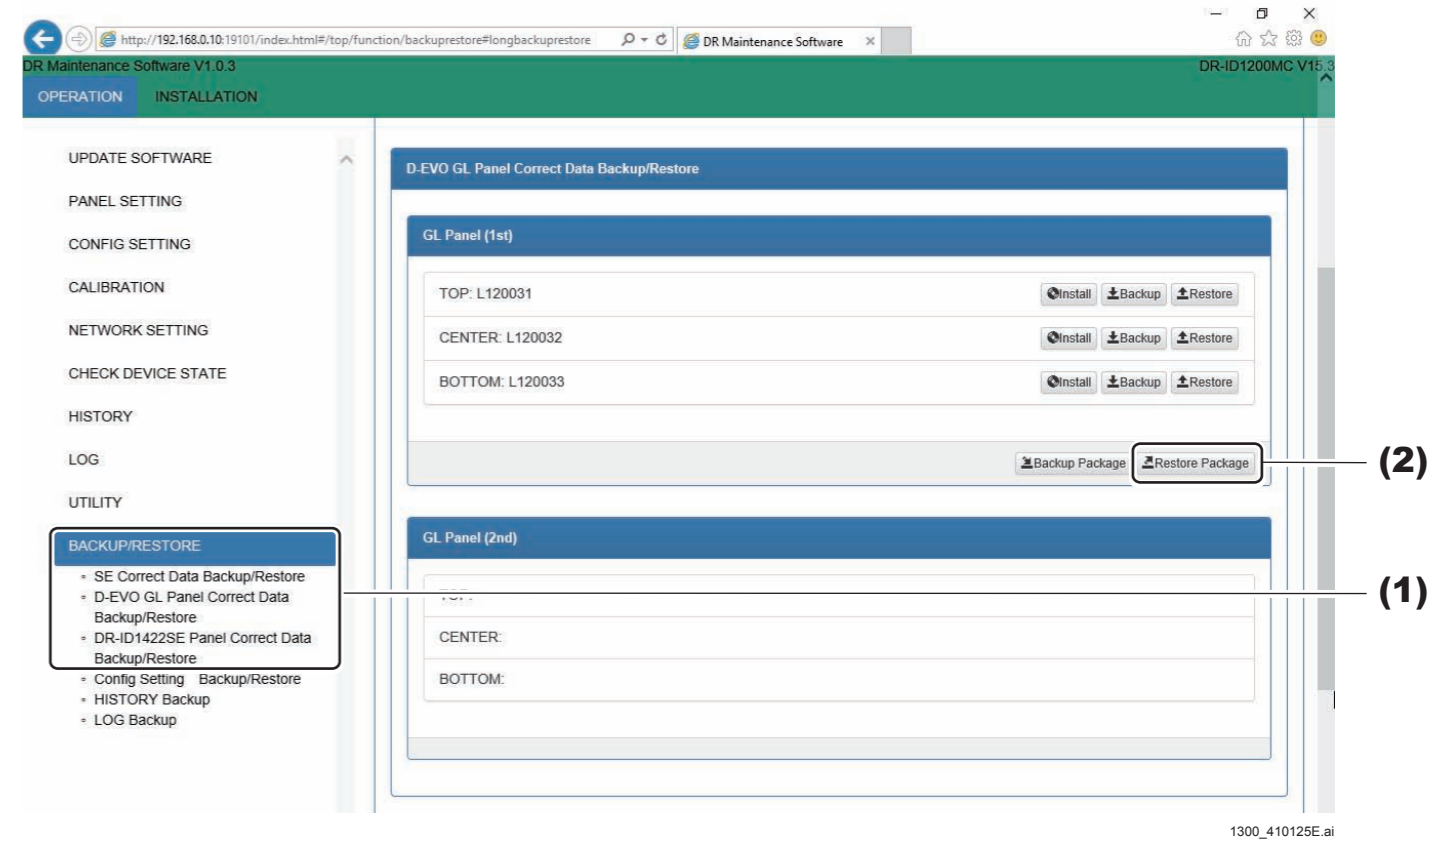 http://192.168.0.10:19101/index.html#/top/function/backuprestore#longbackuprestore
DR Maintenance Software
DR Maintenance Software V1.0.3
DR-ID1200MC V15.3
OPERATION
INSTALLATION
UPDATE SOFTWARE
PANEL SETTING
CONFIG SETTING
CALIBRATION
NETWORK SETTING
CHECK DEVICE STATE
HISTORY
LOG
UTILITY
BACKUP/RESTORE
SE Correct Data Backup/Restore
D-EVO GL Panel Correct Data
Backup/Restore
DR-ID1422SE Panel Correct Data
Backup/Restore
Config Setting Backup/Restore
HISTORY Backup
LOG Backup
D-EVO GL Panel Correct Data Backup/Restore
GL Panel (1st)
TOP: L120031
Install Backup Restore
CENTER: L120032
Install Backup Restore
BOTTOM: L120033
Install Backup Restore
Backup Package Restore Package
(2)
GL Panel (2nd)
TOP:
(1)
CENTER:
BOTTOM:
1300_410125E.ai